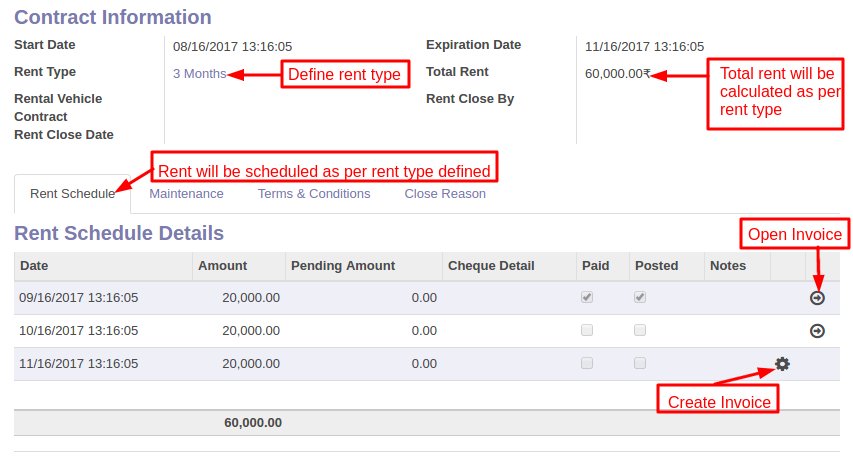 Contract Information
Start Date 08/16/2017 13:16:05 Expiration Date 11/16/2017 13:16:05
Rent Type 3 Months Define rent type Total Rent 60,000.00₹ Total rent will be
calculated as per
rent type
Rental Vehicle Rent Close By
Contract
Rent Close Date
Rent will be scheduled as per rent type defined
Rent Schedule Maintenance Terms & Conditions Close Reason
Rent Schedule Details
Open Invoice
Date Amount Pending Amount Cheque Detail Paid Posted Notes
09/16/2017 13:16:05 20,000.00 0.00
10/16/2017 13:16:05 20,000.00 0.00
11/16/2017 13:16:05 20,000.00 0.00
Create Invoice
60,000.00